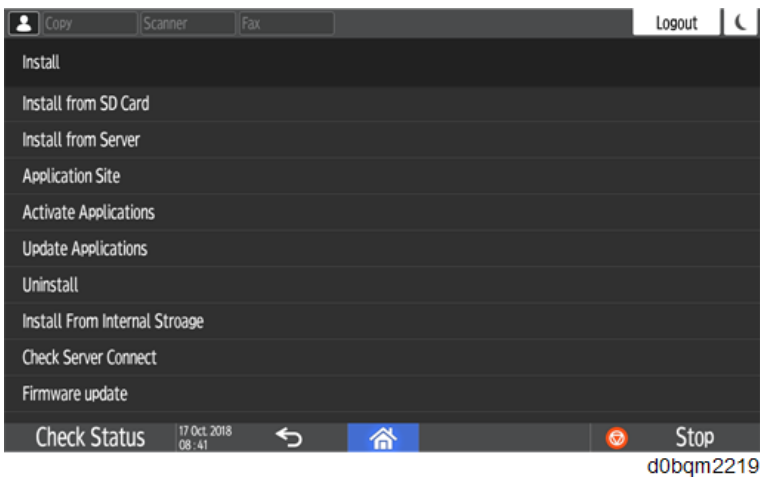 Copy Scanner Fax Logout
Install
Install from SD Card
Install from Server
Application Site
Activate Applications
Update Applications
Uninstall
Install From Internal Stroage
Check Server Connect
Firmware update
Check Status 17 Oct. 2018 Stop
08 : 41
d0bqm2219